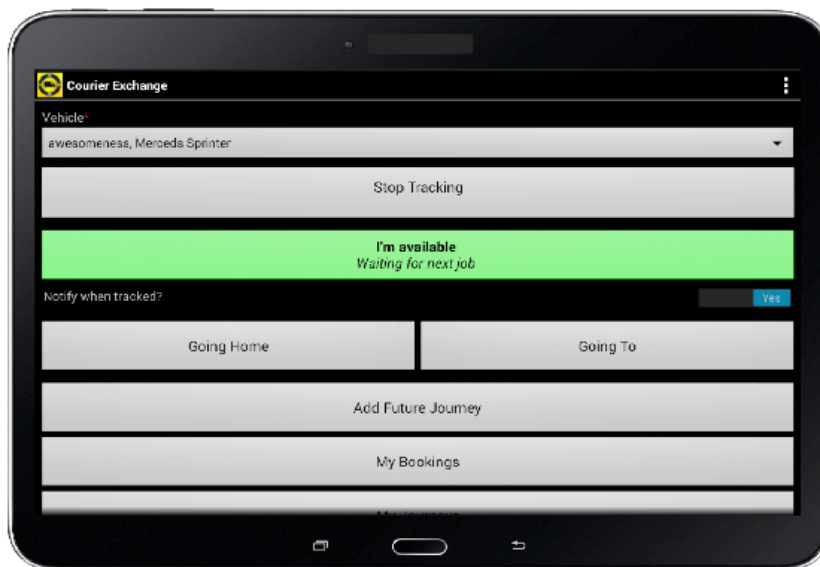 Courier Exchange
Vehicle*
awesomeness, Merceds Sprinter
Stop Tracking
I'm available
Waiting for next job
Notify when tracked?
Yes
Going Home
Going To
Add Future Journey
My Bookings